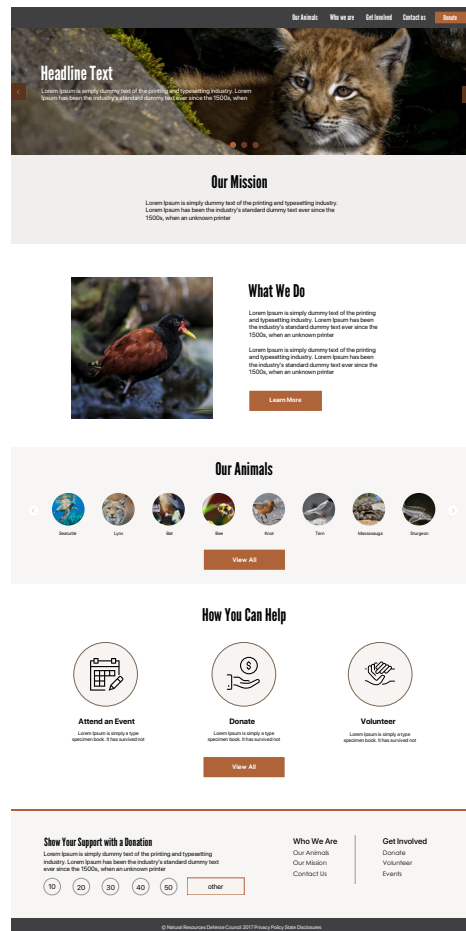 Our Animals Who we are Get Involved Contact us Donate
Headline Text
Lorem Ipsum is simply dummy text of the printing and typesetting industry. Lorem
Ipsum has been the industry's standard dummy text ever since the 1500s, when
Our Mission
Lorem Ipsum is simply dummy text of the printing and typesetting industry.
Lorem Ipsum has been the industry's standard dummy text ever since the
1500s, when an unknown printer
What We Do
Lorem Ipsum is simply dummy text of the printing
and typesetting industry. Lorem Ipsum has been
the industry's standard dummy text ever since the
1500s, when an unknown printer
Lorem Ipsum is simply dummy text of the printing
and typesetting industry. Lorem Ipsum has been
the industry's standard dummy text ever since the
1500s, when an unknown printer
Learn More
Our Animals
Seaturtle Lynx Bat Bee Knot Tern Massasauga Sturgeon
View All
How You Can Help
$
Attend an Event Donate Volunteer
Lorem Ipsum is simply a type Lorem Ipsum is simply a type Lorem Ipsum is simply a type
specimen book. It has survived not specimen book. It has survived not specimen book. It has survived not
View All
Show Your Support with a Donation
Lorem Ipsum is simply dummy text of the printing and typesetting
industry. Lorem Ipsum has been the industry's standard dummy text
ever since the 1500s, when an unknown printer
10 20 30 40 50 other
Who We Are
Our Animals
Our Mission
Contact Us
Get Involved
Donate
Volunteer
Events
© Natural Resources Defense Council 2017 Privacy Policy State Disclosures